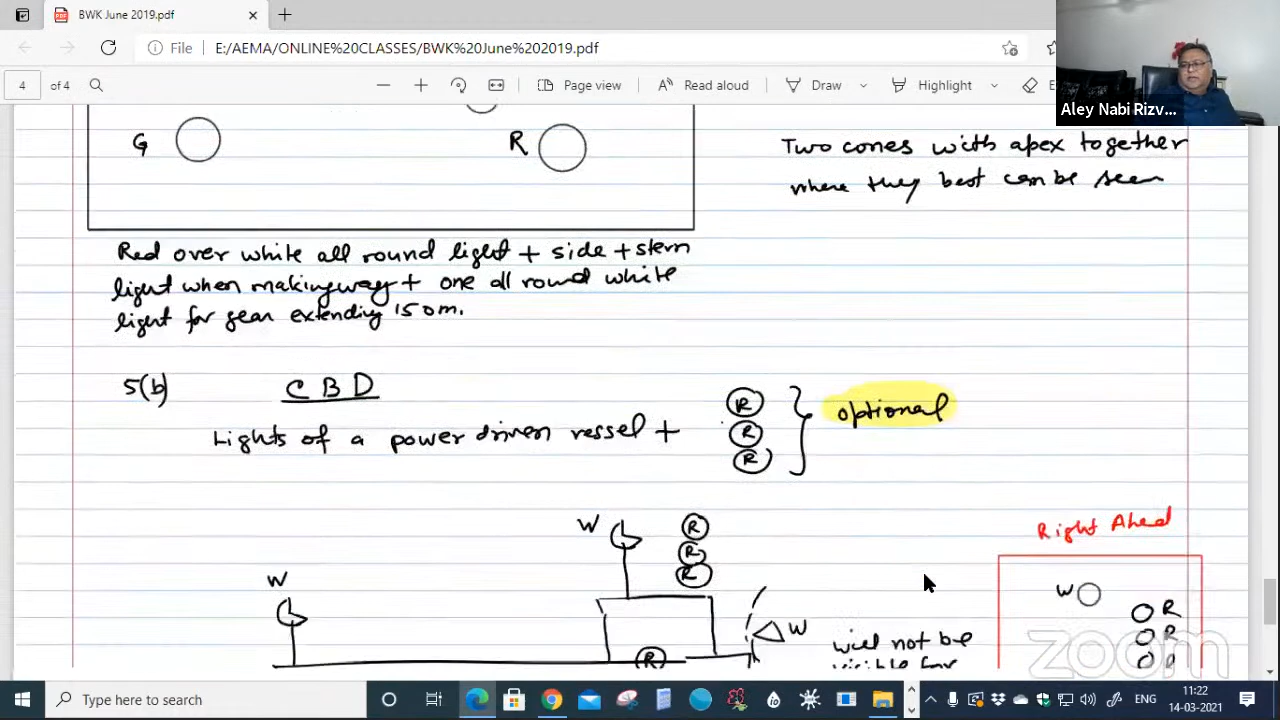 BWK June 2019.pdf
File
E:/AEMA/ONLINE%20CLASSES/BWK%20June%202019.pdf
4 of 4
Page view
Read aloud
Draw
Highlight
Aley Nabi Rizv...
G
R
Two cones with apex together
where they best can be seen
Red over white all round light + side + stern
light when making way + one all round white
light for gear extending 150m.
5(b) C B D
Lights of a power driven vessel +
R
R
R
optional
W
R
R
R
W
R
W
will not be
visible for
Right Ahead
W
R
R
R
zoom
Type here to search
ENG
11:22
14-03-2021